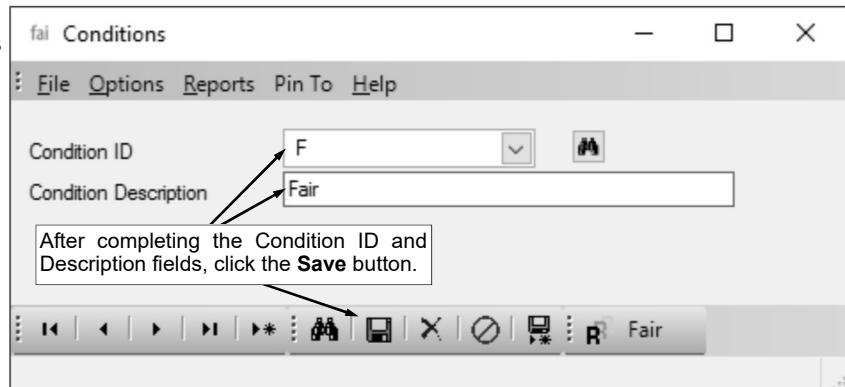 s
fai Conditions
File Options Reports Pin To Help
Condition ID F
Condition Description Fair
After completing the Condition ID and
Description fields, click the Save button.
R Fair